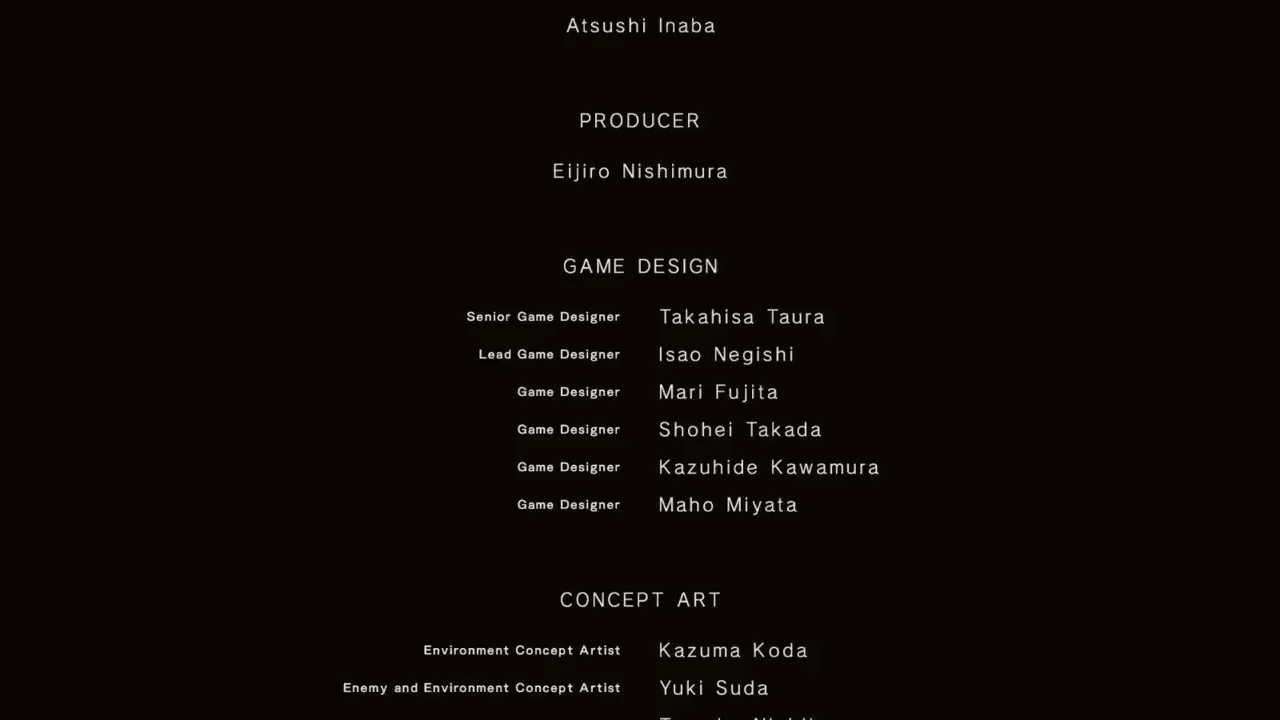 Atsushi Inaba
PRODUCER
Eijiro Nishimura
GAME DESIGN
Senior Game Designer Takahisa Taura
Lead Game Designer Isao Negishi
Game Designer Mari Fujita
Game Designer Shohei Takada
Game Designer Kazuhide Kawamura
Game Designer Maho Miyata
CONCEPT ART
Environment Concept Artist Kazuma Koda
Enemy and Environment Concept Artist Yuki Suda